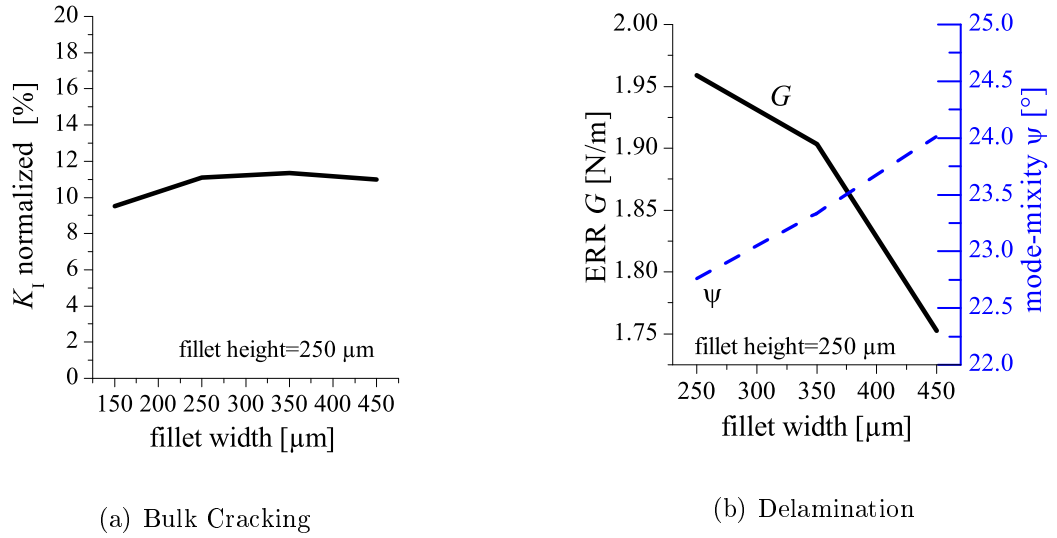 20
18
16
14
12
10
8
6
4
2
0
K_I normalized [%]
fillet height=250 µm
150 200 250 300 350 400 450
fillet width [µm]
(a) Bulk Cracking
2.00
1.95
1.90
1.85
1.80
1.75
ERR G [N/m]
G
ψ
fillet height=250 µm
250 300 350 400 450
fillet width [µm]
25.0
24.5
24.0
23.5
23.0
22.5
22.0
mode-mixity ψ [°]
(b) Delamination